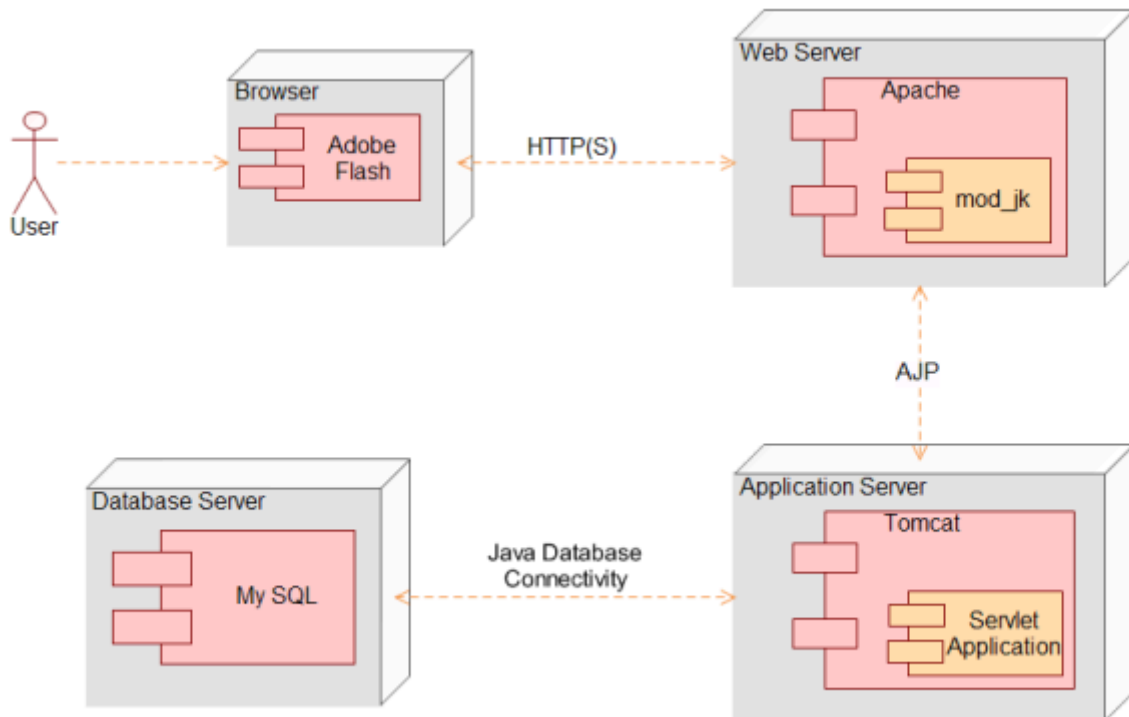 Web Server
Apache
Browser
Adobe
Flash
HTTP(S)
mod_jk
User
AJP
Database Server
Application Server
Tomcat
Java Database
Connectivity
My SQL
Servlet
Application